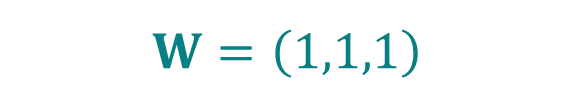 W = (1,1,1)